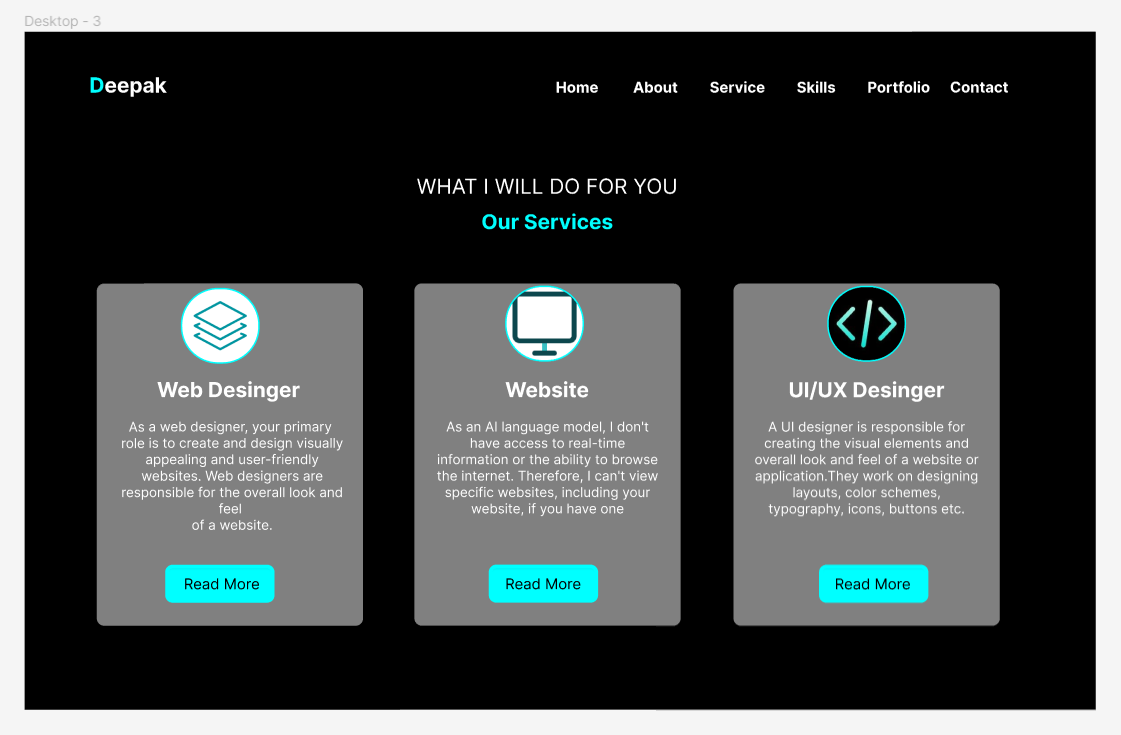 Desktop - 3
Deepak
Home About Service Skills Portfolio Contact
WHAT I WILL DO FOR YOU
Our Services
Web Desinger
As a web designer, your primary
role is to create and design visually
appealing and user-friendly
websites. Web designers are
responsible for the overall look and
feel
of a website.
Read More
Website
As an AI language model, I don't
have access to real-time
information or the ability to browse
the internet. Therefore, I can't view
specific websites, including your
website, if you have one
Read More
UI/UX Desinger
A UI designer is responsible for
creating the visual elements and
overall look and feel of a website or
application.They work on designing
layouts, color schemes,
typography, icons, buttons etc.
Read More